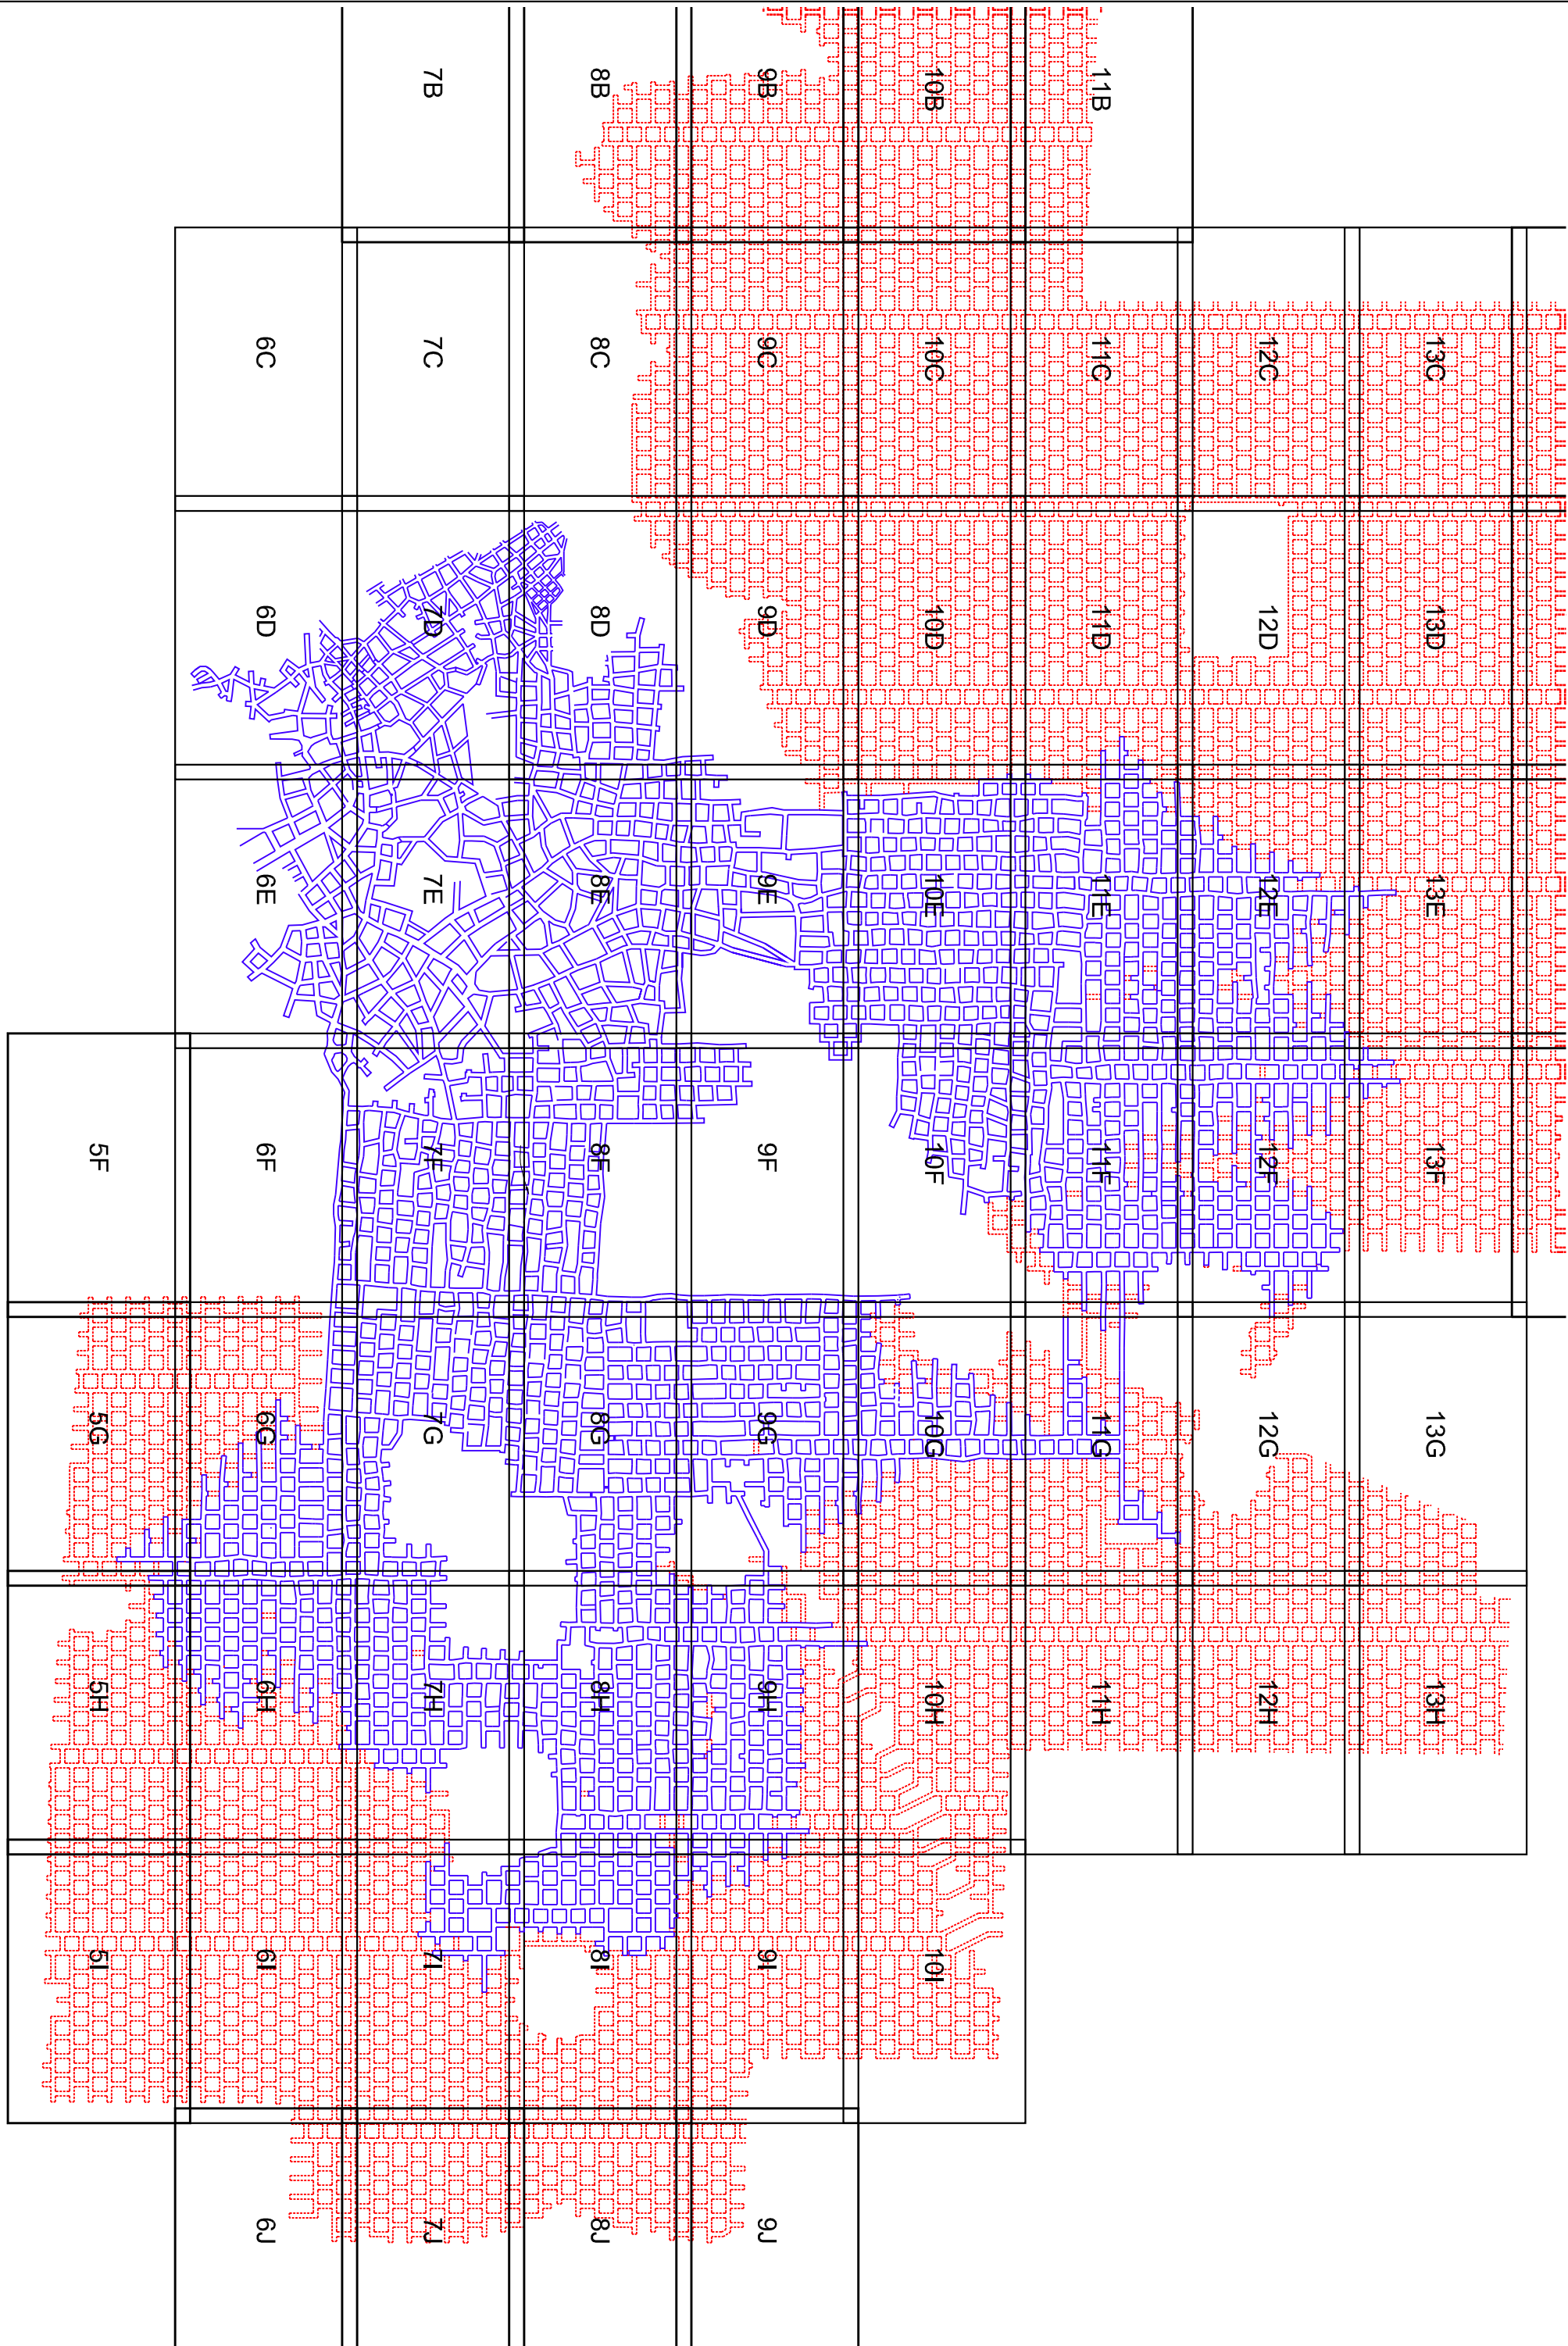 7B 8B 9B 10B 11B
6C 7C 8C 9C 10C 11C 12C 13C
6D 7D 8D 9D 10D 11D 12D 13D
6E 7E 8E 9E 10E 11E 12E 13E
5F 6F 7F 8F 9F 10F 11F 12F 13F
5G 6G 7G 8G 9G 10G 11G 12G 13G
5H 6H 7H 8H 9H 10H 11H 12H 13H
5I 6I 7I 8I 9I 10I
6J 7J 8J 9J